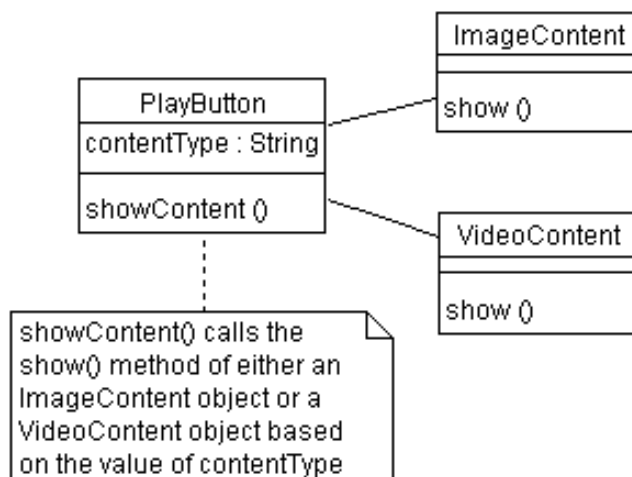 ImageContent
show ()
PlayButton
contentType : String
showContent ()
VideoContent
show ()
showContent() calls the
show() method of either an
ImageContent object or a
VideoContent object based
on the value of contentType